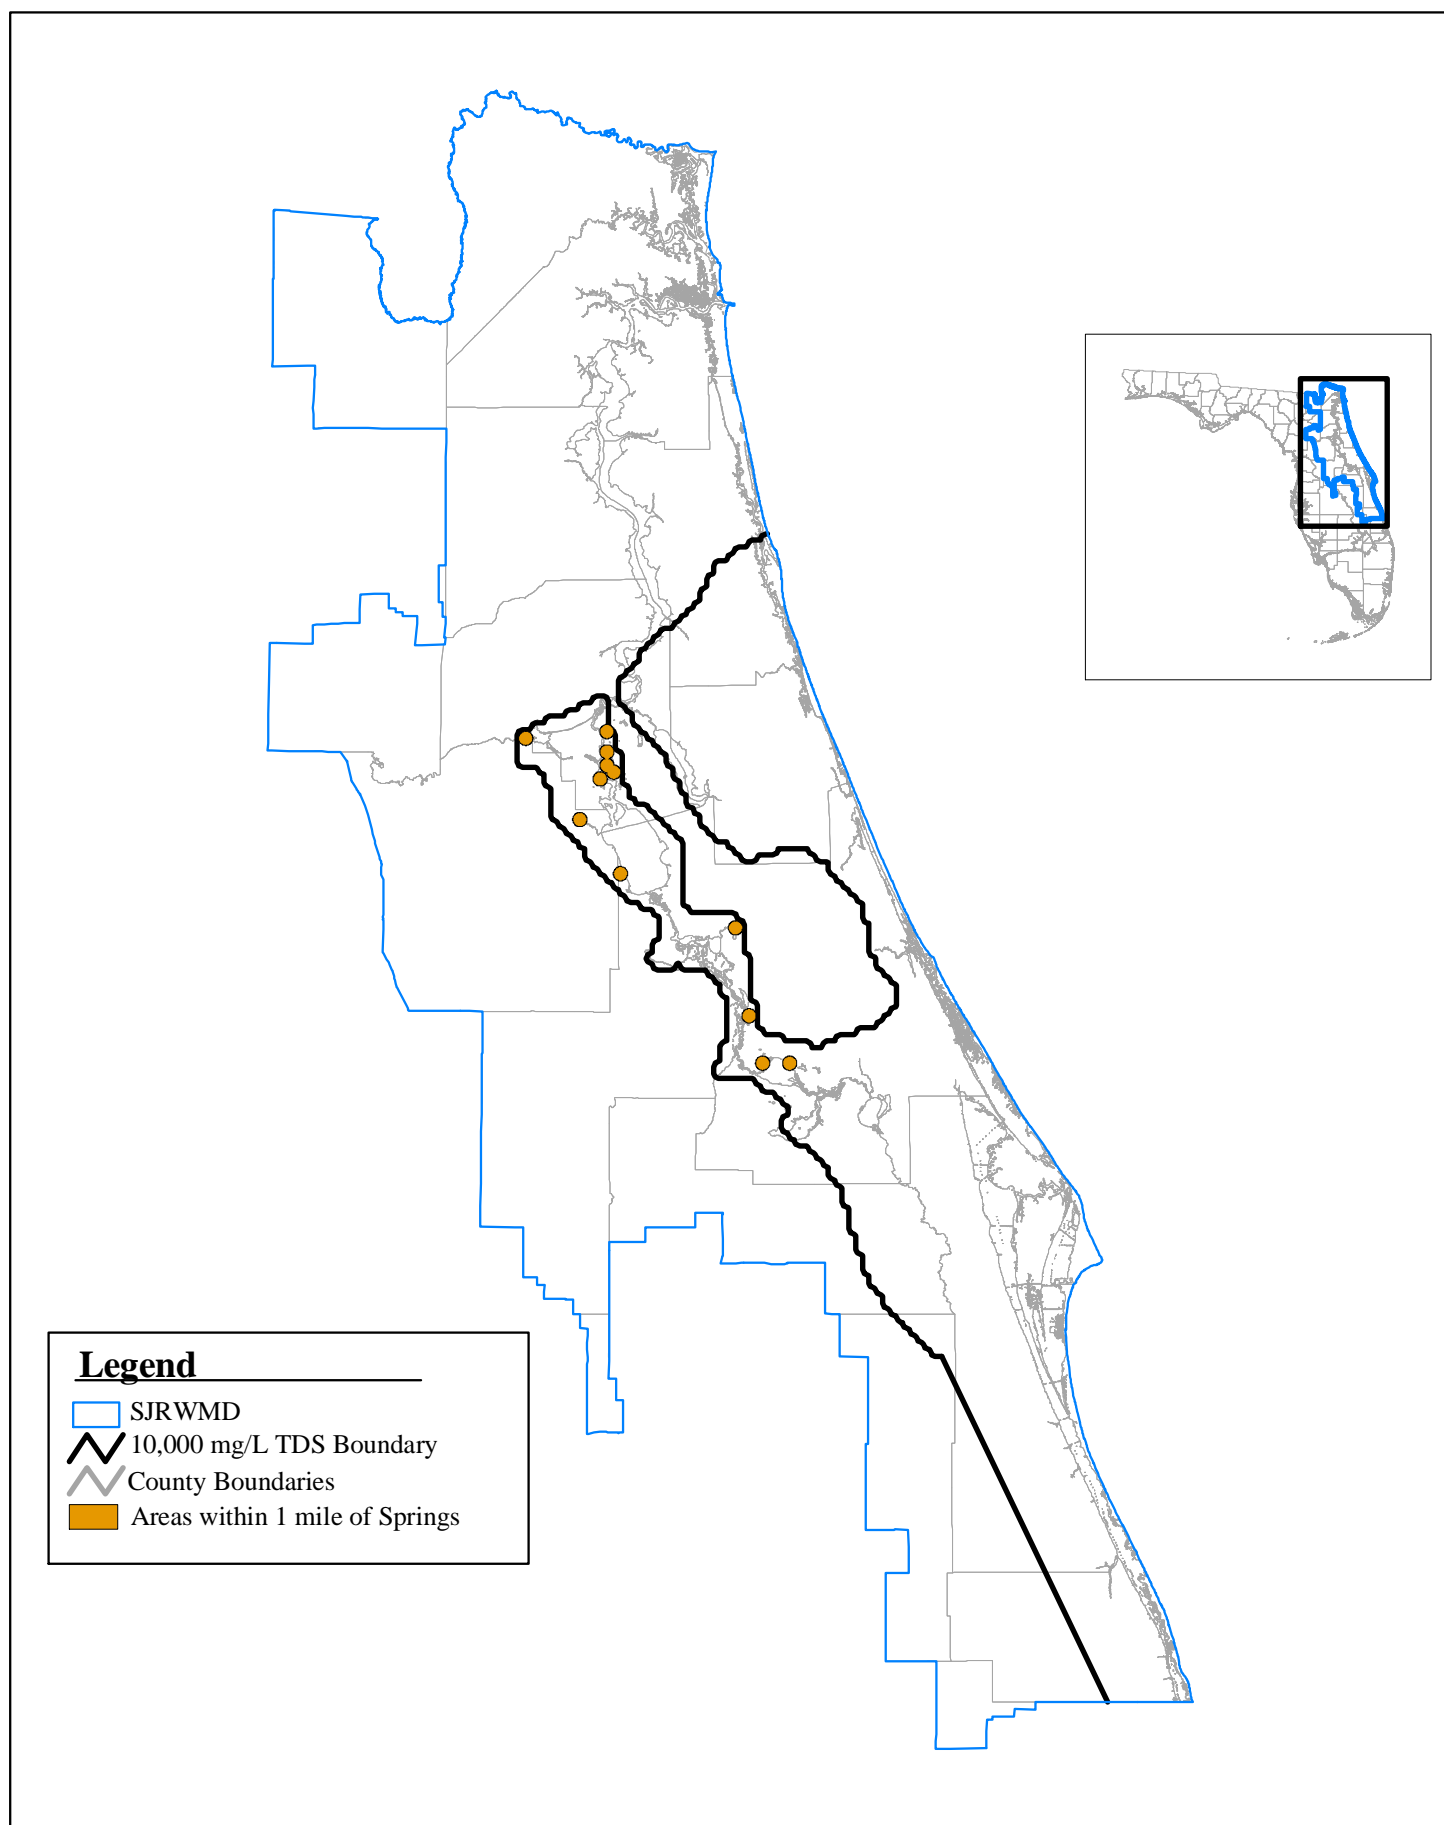 Legend
SJRWMD
10,000 mg/L TDS Boundary
County Boundaries
Areas within 1 mile of Springs